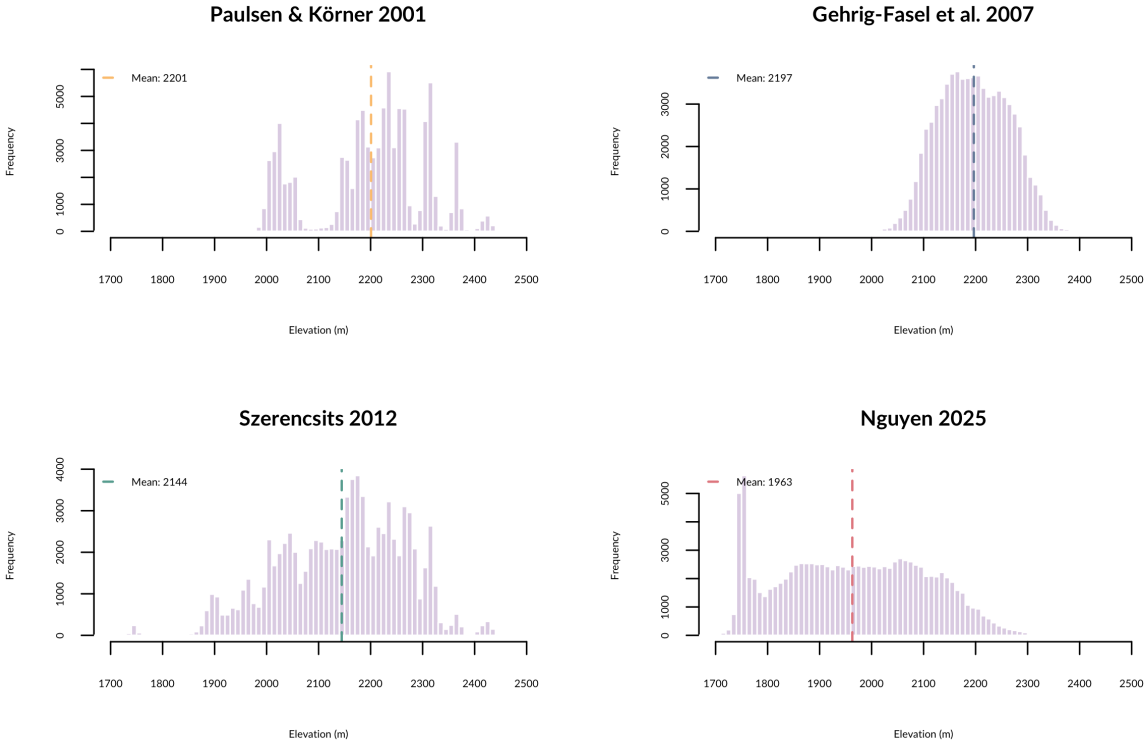 Paulsen & Körner 2001
Mean: 2201
Frequency
0 1000 3000 5000
1700 1800 1900 2000 2100 2200 2300 2400 2500
Elevation (m)
Gehrig-Fasel et al. 2007
Mean: 2197
Frequency
0 1000 2000 3000
1700 1800 1900 2000 2100 2200 2300 2400 2500
Elevation (m)
Szerencsits 2012
Mean: 2144
Frequency
0 1000 2000 3000 4000
1700 1800 1900 2000 2100 2200 2300 2400 2500
Elevation (m)
Nguyen 2025
Mean: 1963
Frequency
0 1000 3000 5000
1700 1800 1900 2000 2100 2200 2300 2400 2500
Elevation (m)